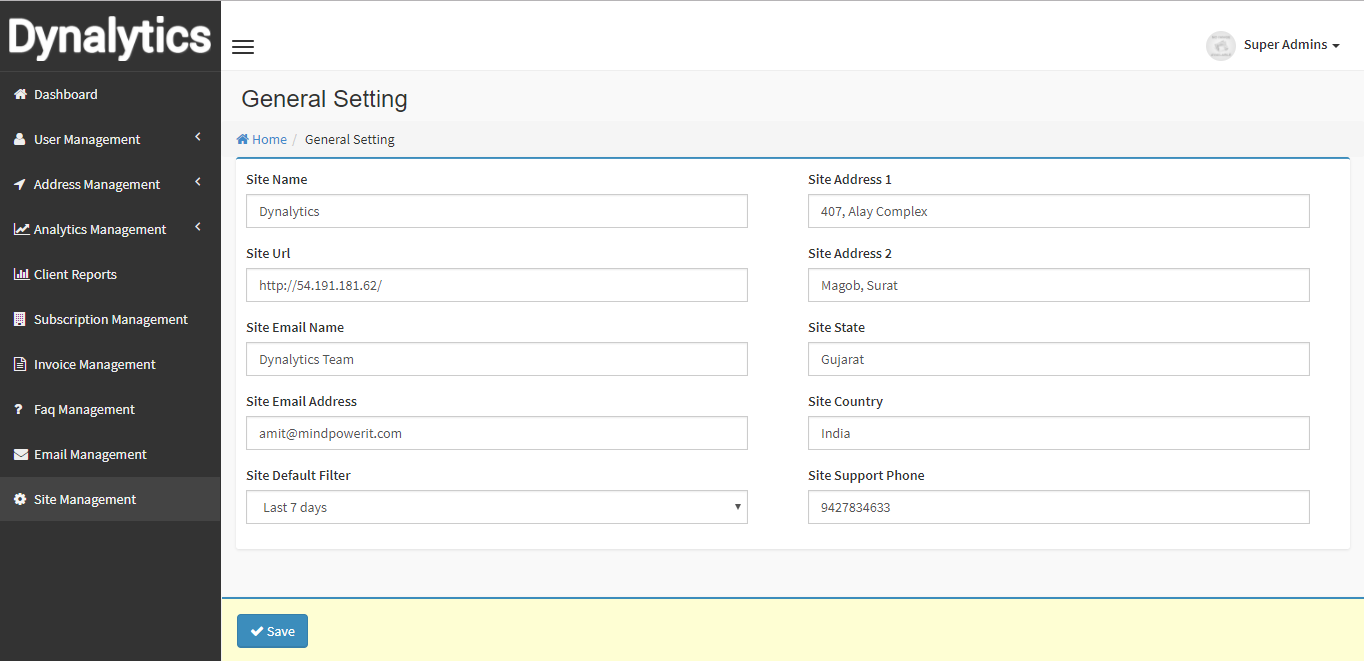 Dynalytics
Super Admins
Dashboard
User Management
Address Management
Analytics Management
Client Reports
Subscription Management
Invoice Management
Faq Management
Email Management
Site Management
General Setting
Home / General Setting
Site Name
Dynalytics
Site Url
http://54.191.181.62/
Site Email Name
Dynalytics Team
Site Email Address
amit@mindpowerit.com
Site Default Filter
Last 7 days
Site Address 1
407, Alay Complex
Site Address 2
Magob, Surat
Site State
Gujarat
Site Country
India
Site Support Phone
9427834633
Save